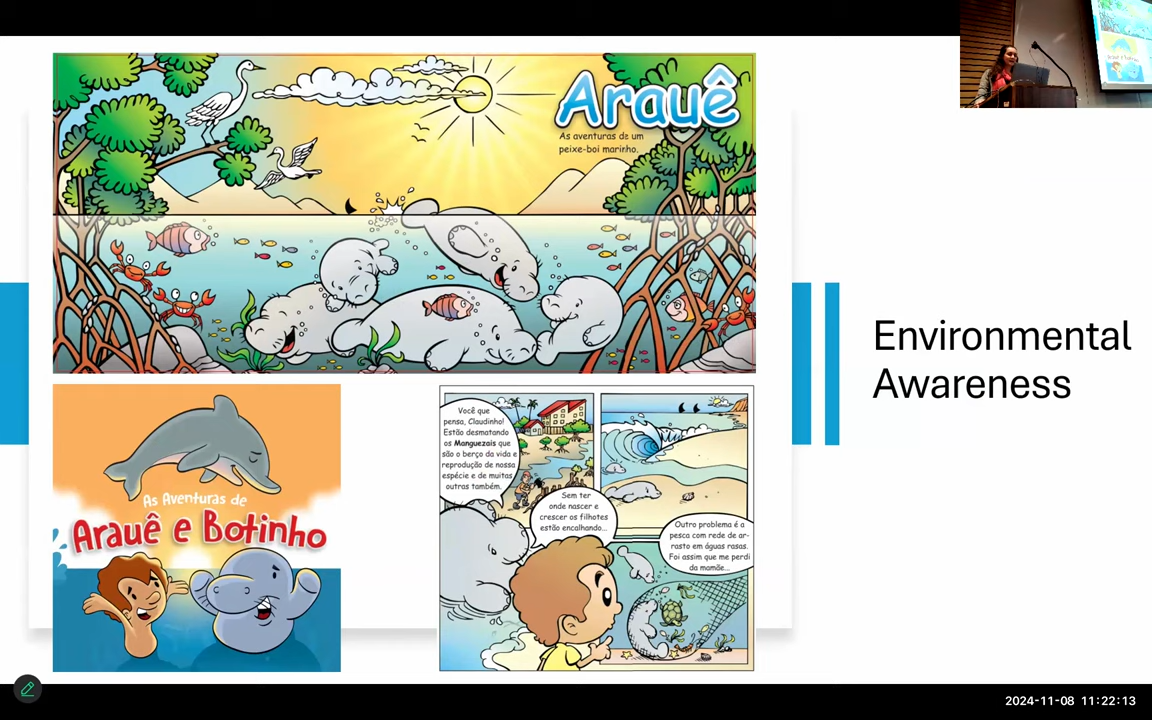 Arauê
As aventuras de um
peixe-boi marinho.
Environmental
Awareness
As Aventuras de
Arauê e Botinho
Você que
pensa, Claudinho!
Estão desmatando
os Manguezais que
são o berço da vida e
reprodução de nossa
espécie e de muitas
outras também.
Sem ter
onde nascer e
crescer os filhotes
estão encalhando...
Outro problema é a
pesca com rede de ar-
rasto em águas rasas.
Foi assim que me perdi
da mamãe...
2024-11-08 11:22:13